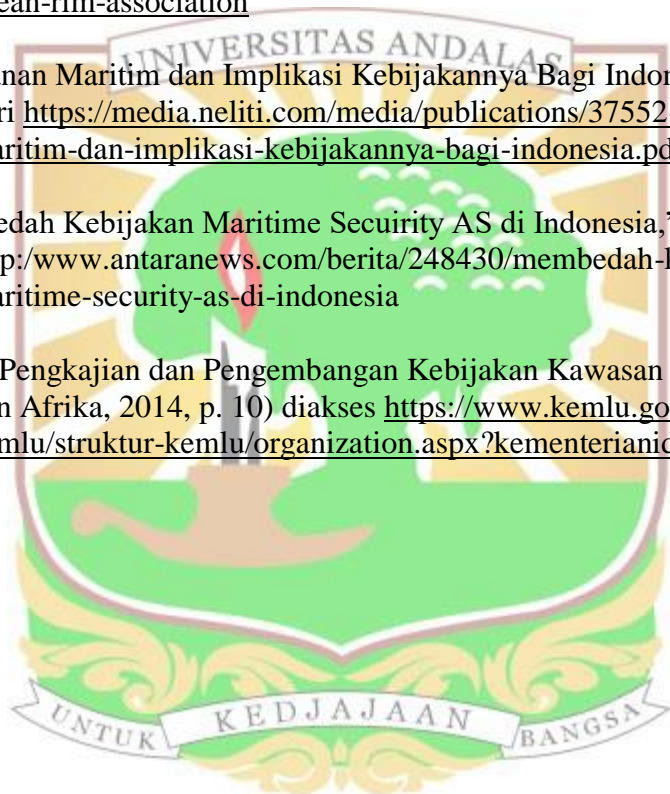 ean-rim-association
UNIVERSITAS ANDALAS
anan Maritim dan Implikasi Kebijakannya Bagi Indon
ri https://media.neliti.com/media/publications/37552
aritim-dan-implikasi-kebijakannya-bagi-indonesia.pd
edah Kebijakan Maritime Secuirity AS di Indonesia,”
p:/www.antaranews.com/berita/248430/membedah-k
aritime-security-as-di-indonesia
Pengkajian dan Pengembangan Kebijakan Kawasan
n Afrika, 2014, p. 10) diakses https://www.kemlu.go
emlu/struktur-kemlu/organization.aspx?kementerianid
UNTUK KEDJAJAAN BANGSA